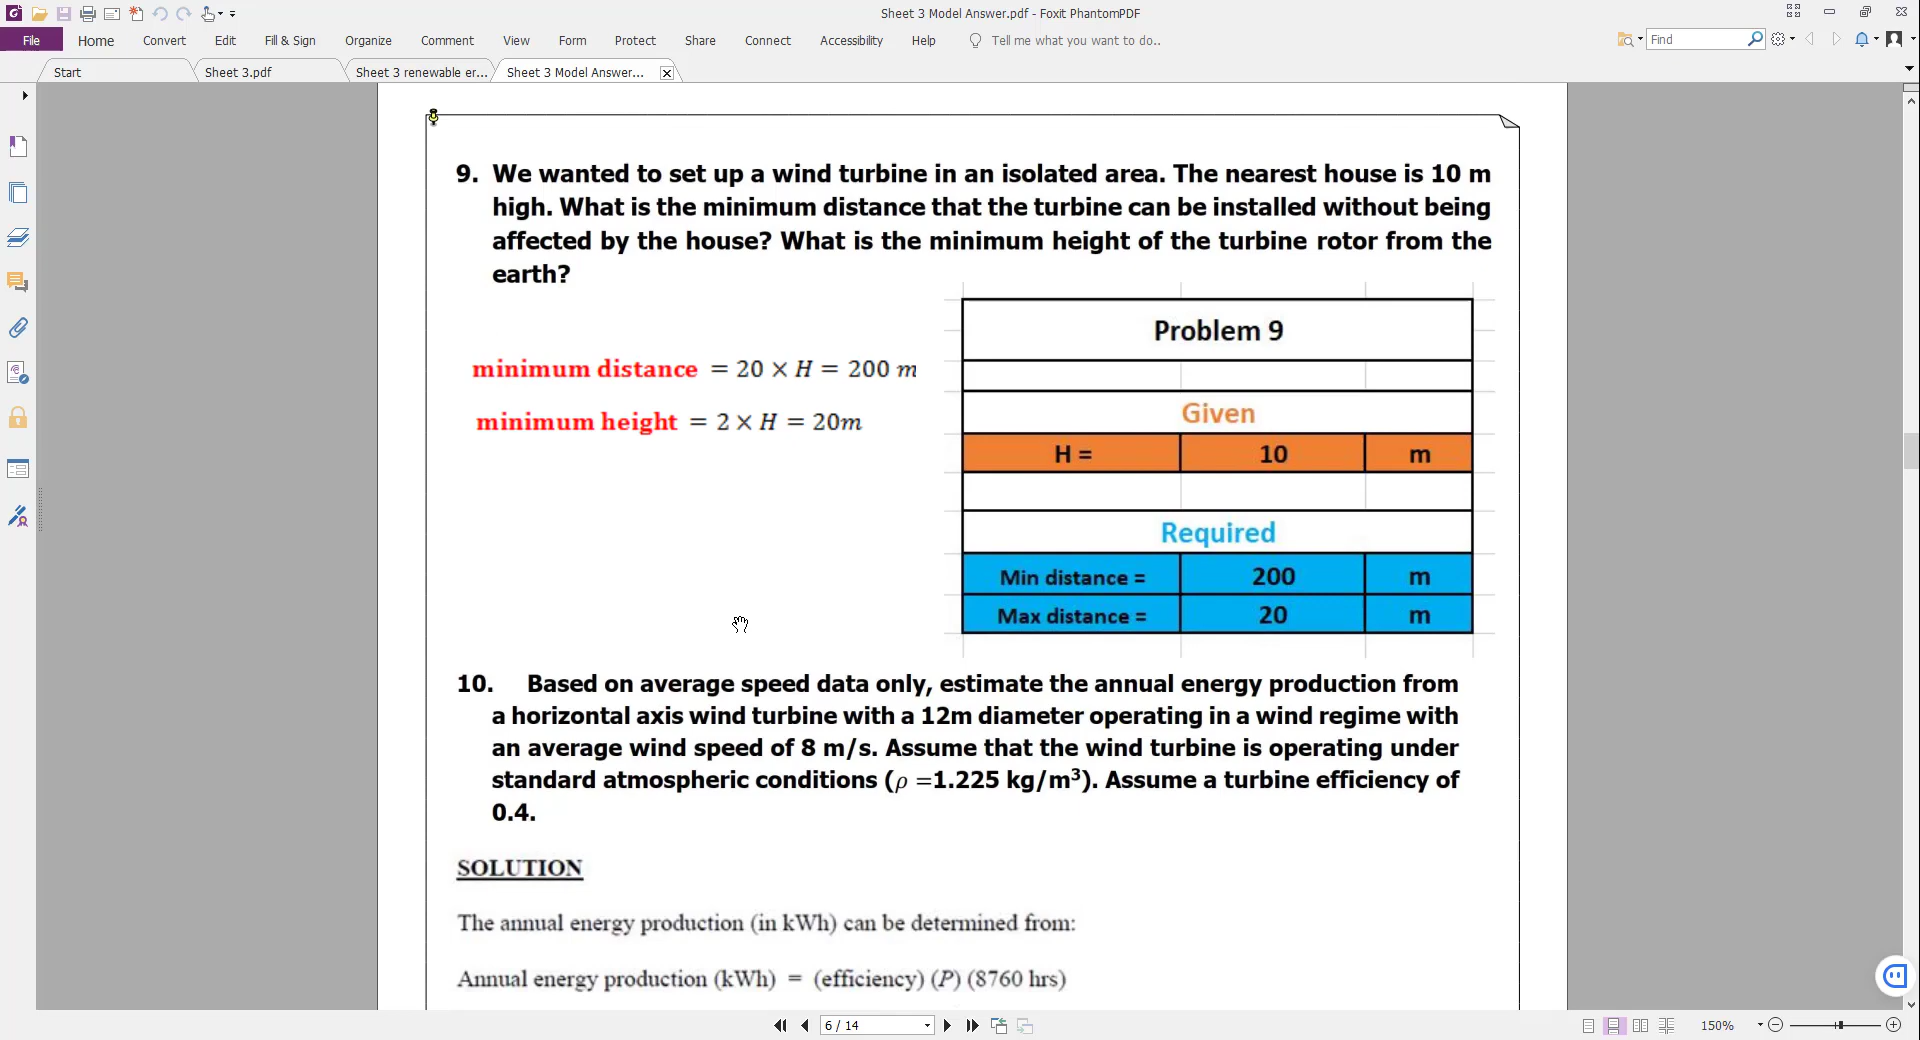 Sheet 3 Model Answer.pdf - Foxit PhantomPDF
File Home Convert Edit Fill & Sign Organize Comment View Form Protect Share Connect Accessibility Help Tell me what you want to do.. Find
Start Sheet 3.pdf Sheet 3 renewable er... Sheet 3 Model Answer...
9. We wanted to set up a wind turbine in an isolated area. The nearest house is 10 m
high. What is the minimum distance that the turbine can be installed without being
affected by the house? What is the minimum height of the turbine rotor from the
earth?
minimum distance = 20 × H = 200 m
minimum height = 2 × H = 20m
Problem 9
Given
H = 10 m
Required
Min distance = 200 m
Max distance = 20 m
10. Based on average speed data only, estimate the annual energy production from
a horizontal axis wind turbine with a 12m diameter operating in a wind regime with
an average wind speed of 8 m/s. Assume that the wind turbine is operating under
standard atmospheric conditions (ρ =1.225 kg/m³). Assume a turbine efficiency of
0.4.
SOLUTION
The annual energy production (in kWh) can be determined from:
Annual energy production (kWh) = (efficiency) (P) (8760 hrs)
6 / 14
150%